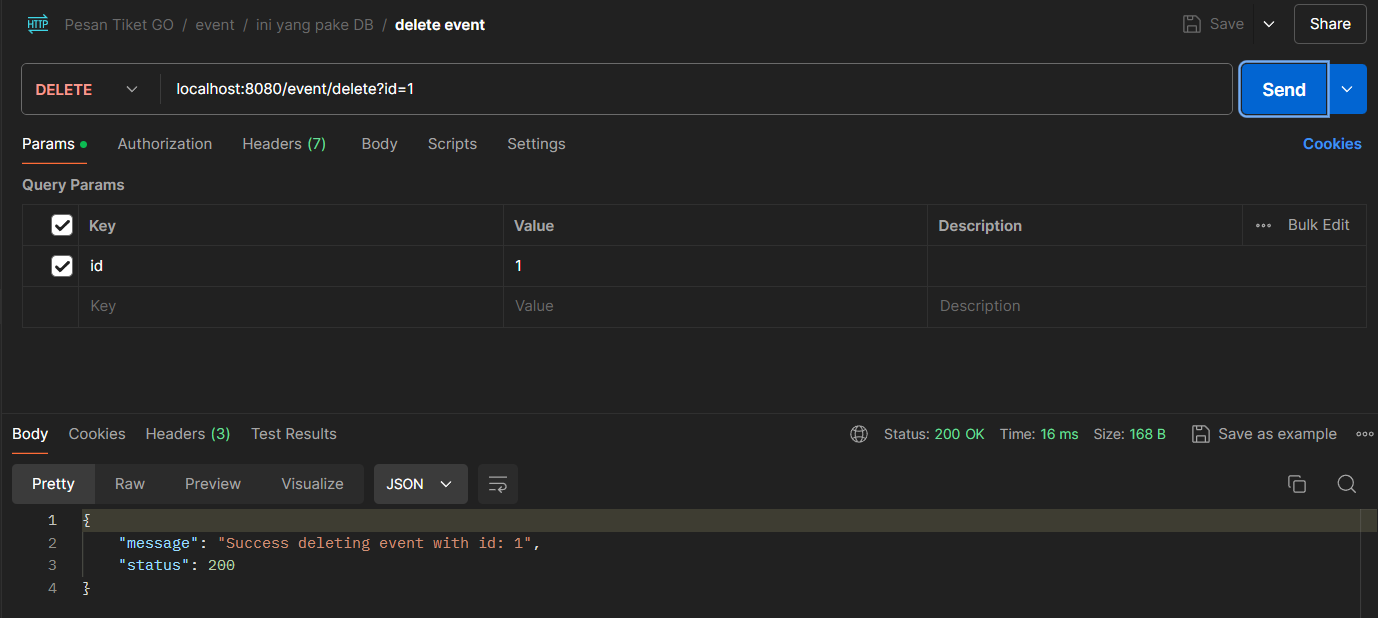 HTTP Pesan Tiket GO / event / ini yang pake DB / delete event Save Share
DELETE localhost:8080/event/delete?id=1 Send
Params Authorization Headers (7) Body Scripts Settings Cookies
Query Params
Key Value Description Bulk Edit
id 1
Key Value Description
Body Cookies Headers (3) Test Results Status: 200 OK Time: 16 ms Size: 168 B Save as example
Pretty Raw Preview Visualize JSON
1 {
2 "message": "Success deleting event with id: 1",
3 "status": 200
4 }